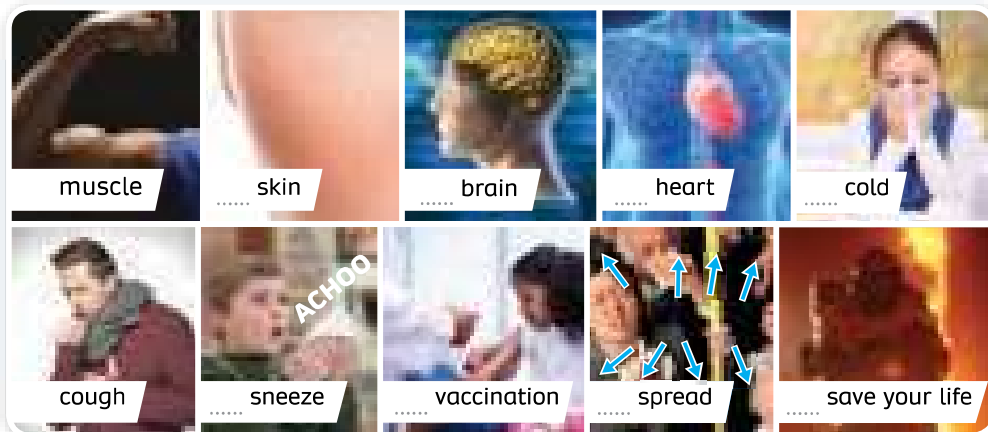 muscle
...... skin
...... brain
...... heart
...... cold
cough
ACHOO
...... sneeze
...... vaccination
...... spread
...... save your life